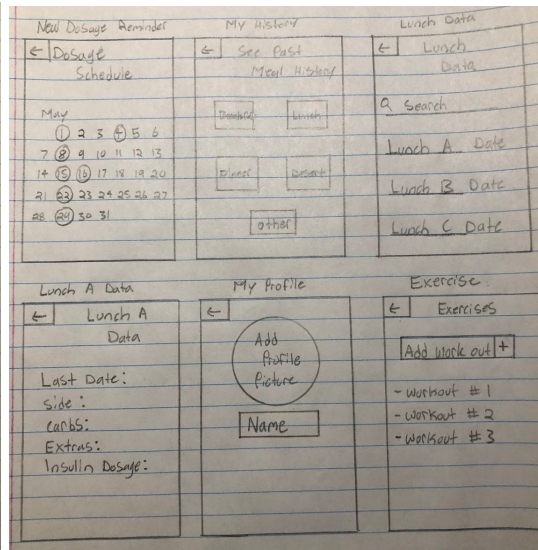 New Dosage Reminder
← Dosage
Schedule
May
1 2 3 4 5 6
7 8 9 10 11 12 13
14 15 16 17 18 19 20
21 22 23 24 25 26 27
28 29 30 31
My History
← See Past
Meal History
Lunch
Dinner
Dessert
other
Lunch Data
← Lunch
Data
Search
Lunch A Date
Lunch B Date
Lunch C Date
Lunch A Data
← Lunch A
Data
Last Date:
Side:
carbs:
Extras:
Insulin Dosage:
My Profile
←
Add
Profile
Picture
Name
Exercise
← Exercises
Add work out +
- workout # 1
- workout # 2
- workout # 3